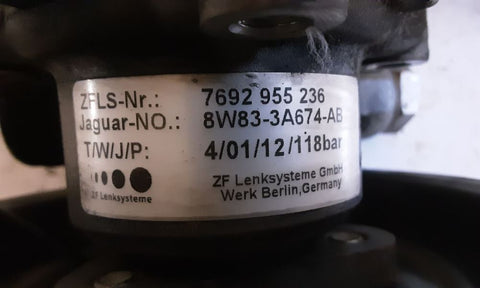 ZFLS-Nr.: 7692 955 236
Jaguar-NO.: 8W83-3A674-AB
T/W/J/P: 4/01/12/118bar
ZF Lenksysteme GmbH
Werk Berlin,Germany
ZF Lenksysteme